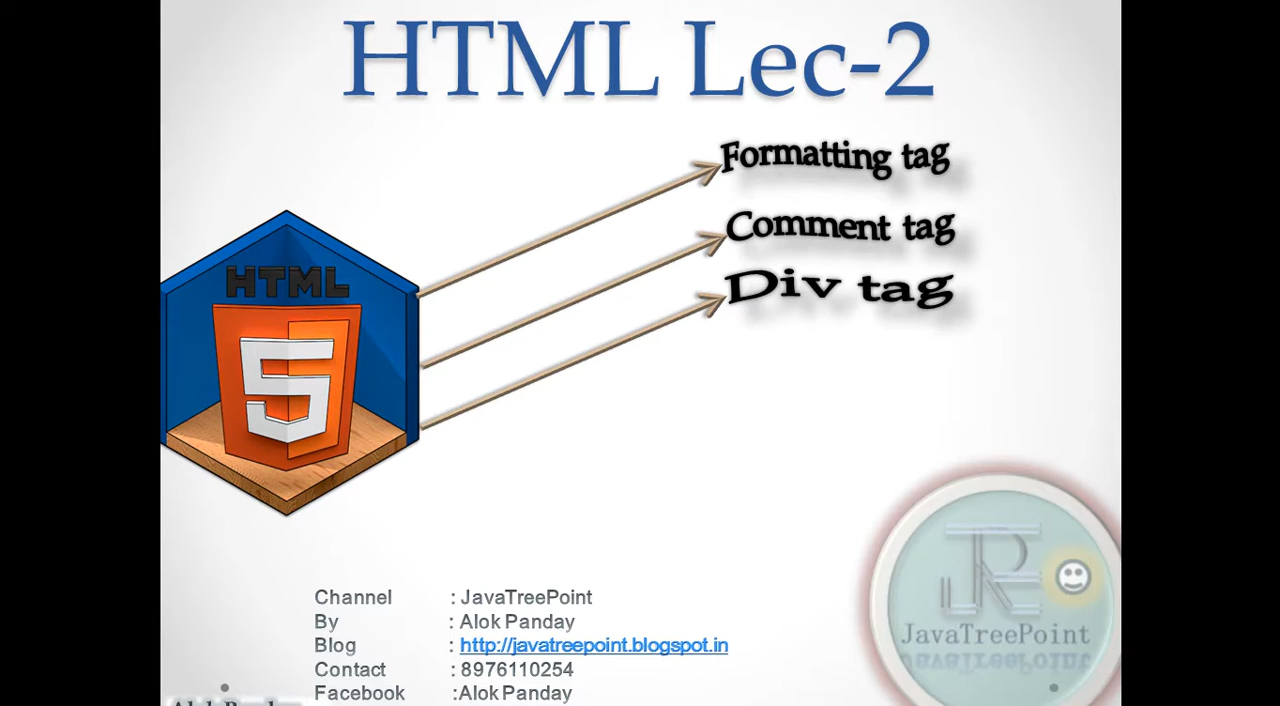 HTML Lec-2
Formatting tag
Comment tag
Div tag
HTML
5
JR
JavaTreePoint
Channel : JavaTreePoint
By : Alok Panday
Blog : http://javatreepoint.blogspot.in
Contact : 8976110254
Facebook :Alok Panday